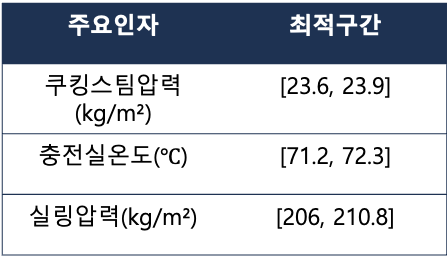 주요인자 최적구간
쿠킹스팀압력 [23.6, 23.9]
(kg/m²)
충전실온도(℃) [71.2, 72.3]
실링압력(kg/m²) [206, 210.8]